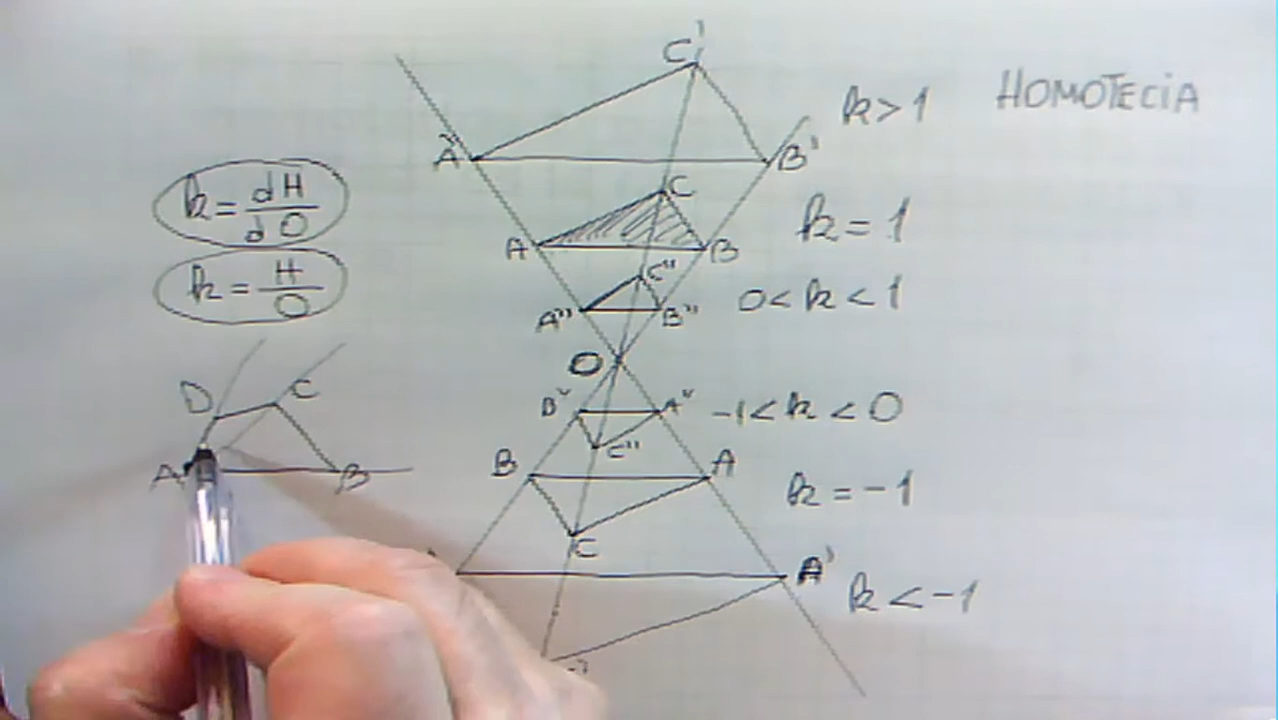 C'
k>1
HOMOTECIA
A'
B'
k=dH/dO
C
k=1
A
B
k=H/O
C"
0<k<1
A"
B"
O
D
C
B"
A"
-1<k<0
C"
A
B
B
A
k=-1
C
A'
k<-1